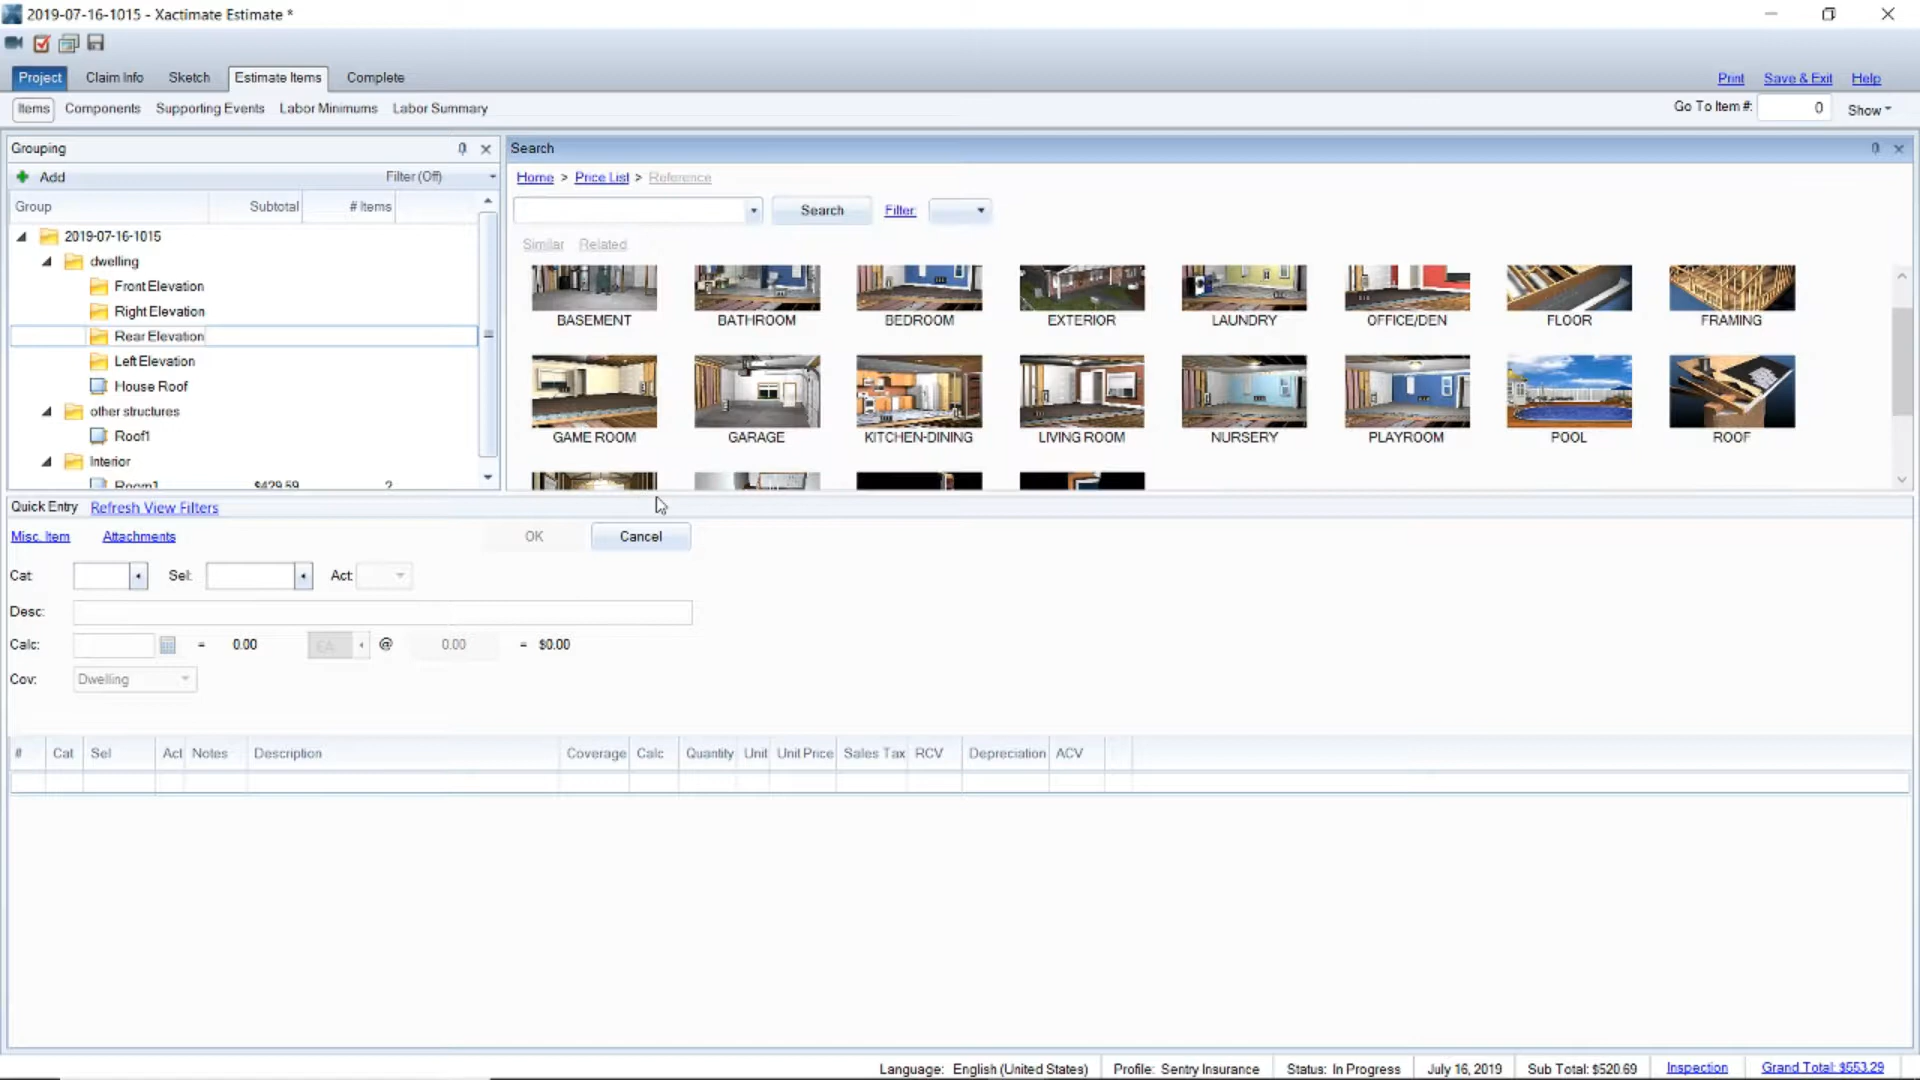 2019-07-16-1015 - Xactimate Estimate *
Project Claim Info Sketch Estimate Items Complete Print Save & Exit Help
Items Components Supporting Events Labor Minimums Labor Summary Go To Item #: 0 Show
Grouping Search
Add Filter (Off) Home > Price List > Reference
Group Subtotal # Items Search Filter:
2019-07-16-1015 Similar Related
dwelling
Front Elevation
Right Elevation BASEMENT BATHROOM BEDROOM EXTERIOR LAUNDRY OFFICE/DEN FLOOR FRAMING
Rear Elevation
Left Elevation
House Roof
other structures
Roof1 GAME ROOM GARAGE KITCHEN-DINING LIVING ROOM NURSERY PLAYROOM POOL ROOF
Interior
Room1 $429.59 2
Quick Entry Refresh View Filters
Misc. Item Attachments OK Cancel
Cat: Sel: Act:
Desc:
Calc: = 0.00 EA @ 0.00 = $0.00
Cov: Dwelling
# Cat Sel Act Notes Description Coverage Calc Quantity Unit Unit Price Sales Tax RCV Depreciation ACV
Language: English (United States) Profile: Sentry Insurance Status: In Progress July 16, 2019 Sub Total: $520.69 Inspection Grand Total: $553.29